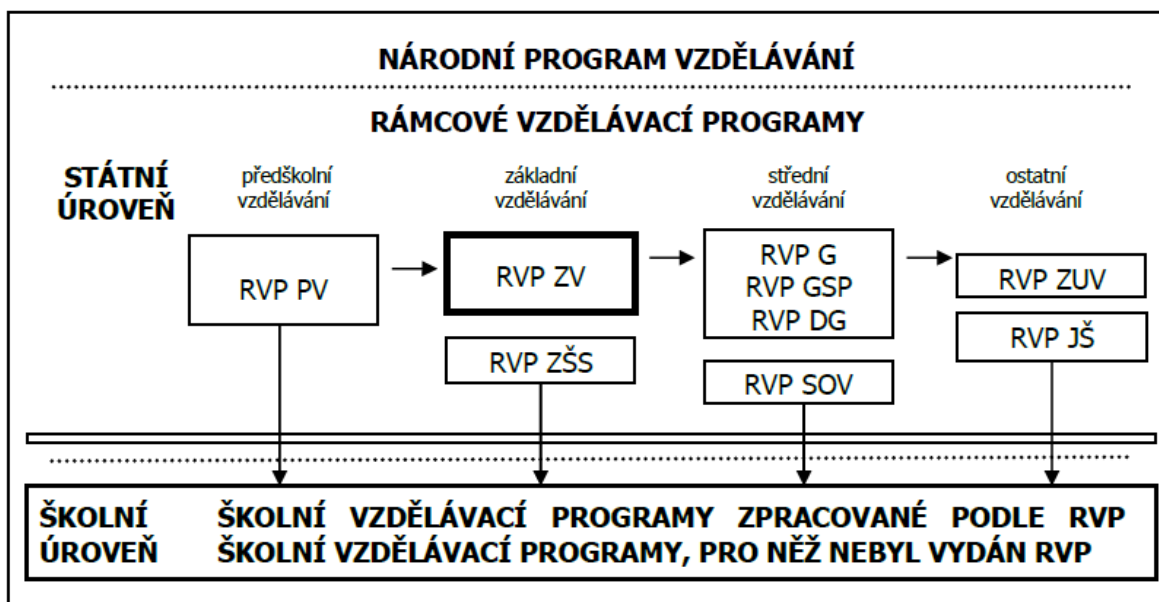 NÁRODNÍ PROGRAM VZDĚLÁVÁNÍ
RÁMCOVÉ VZDĚLÁVACÍ PROGRAMY
STÁTNÍ
ÚROVEŇ
předškolní
vzdělávání
základní
vzdělávání
střední
vzdělávání
ostatní
vzdělávání
RVP PV
RVP ZV
RVP ZŠS
RVP G
RVP GSP
RVP DG
RVP SOV
RVP ZUV
RVP JŠ
ŠKOLNÍ
ÚROVEŇ
ŠKOLNÍ VZDĚLÁVACÍ PROGRAMY ZPRACOVANÉ PODLE RVP
ŠKOLNÍ VZDĚLÁVACÍ PROGRAMY, PRO NĚŽ NEBYL VYDÁN RVP